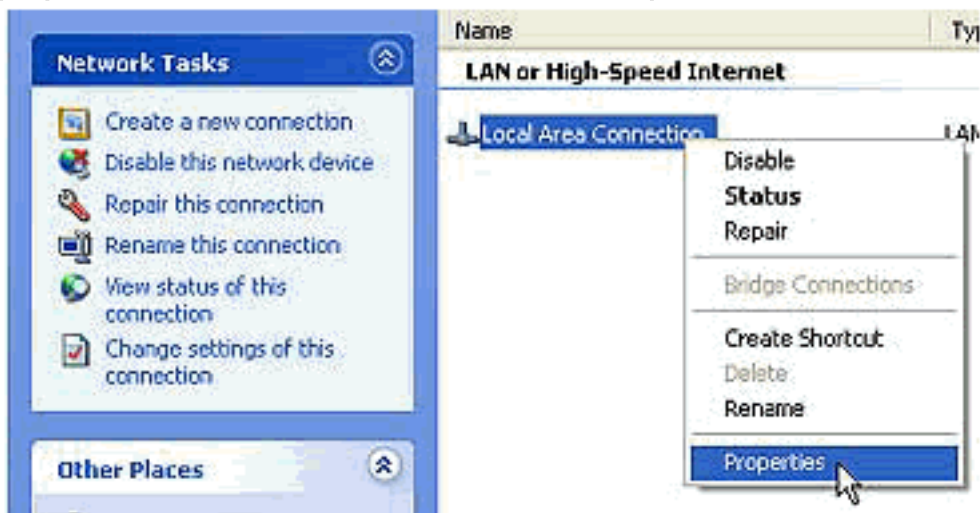 Network Tasks
Create a new connection
Disable this network device
Repair this connection
Rename this connection
View status of this
connection
Change settings of this
connection
Other Places
Name
LAN or High-Speed Internet
Local Area Connection
Disable
Status
Repair
Bridge Connections
Create Shortcut
Delete
Rename
Properties